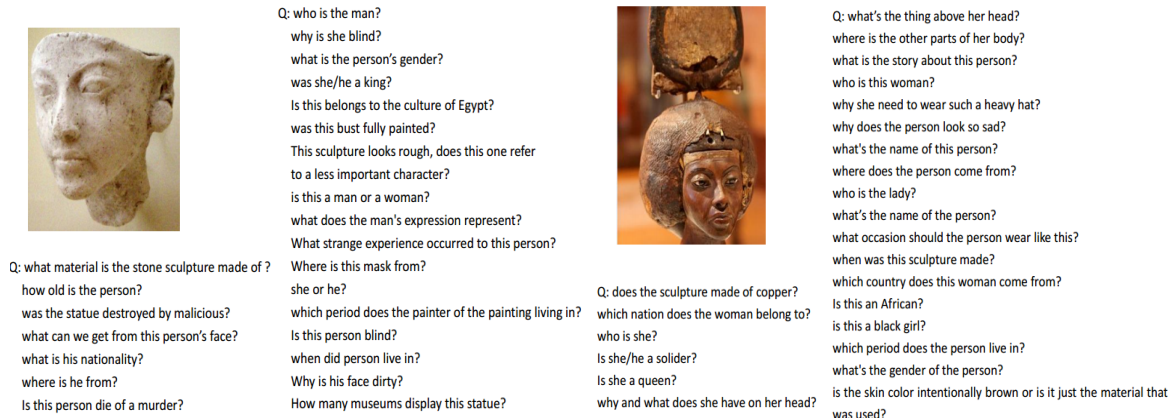 Q: what material is the stone sculpture made of ?
how old is the person?
was the statue destroyed by malicious?
what can we get from this person's face?
what is his nationality?
where is he from?
Is this person die of a murder?
Q: who is the man?
why is she blind?
what is the person's gender?
was she/he a king?
Is this belongs to the culture of Egypt?
was this bust fully painted?
This sculpture looks rough, does this one refer
to a less important character?
is this a man or a woman?
what does the man's expression represent?
What strange experience occurred to this person?
Where is this mask from?
she or he?
which period does the painter of the painting living in?
Is this person blind?
when did person live in?
Why is his face dirty?
How many museums display this statue?
Q: does the sculpture made of copper?
which nation does the woman belong to?
who is she?
Is she/he a solider?
Is she a queen?
why and what does she have on her head?
Q: what's the thing above her head?
where is the other parts of her body?
what is the story about this person?
who is this woman?
why she need to wear such a heavy hat?
why does the person look so sad?
what's the name of this person?
where does the person come from?
who is the lady?
what's the name of the person?
what occasion should the person wear like this?
when was this sculpture made?
which country does this woman come from?
Is this an African?
is this a black girl?
which period does the person live in?
what's the gender of the person?
is the skin color intentionally brown or is it just the material that
was used?